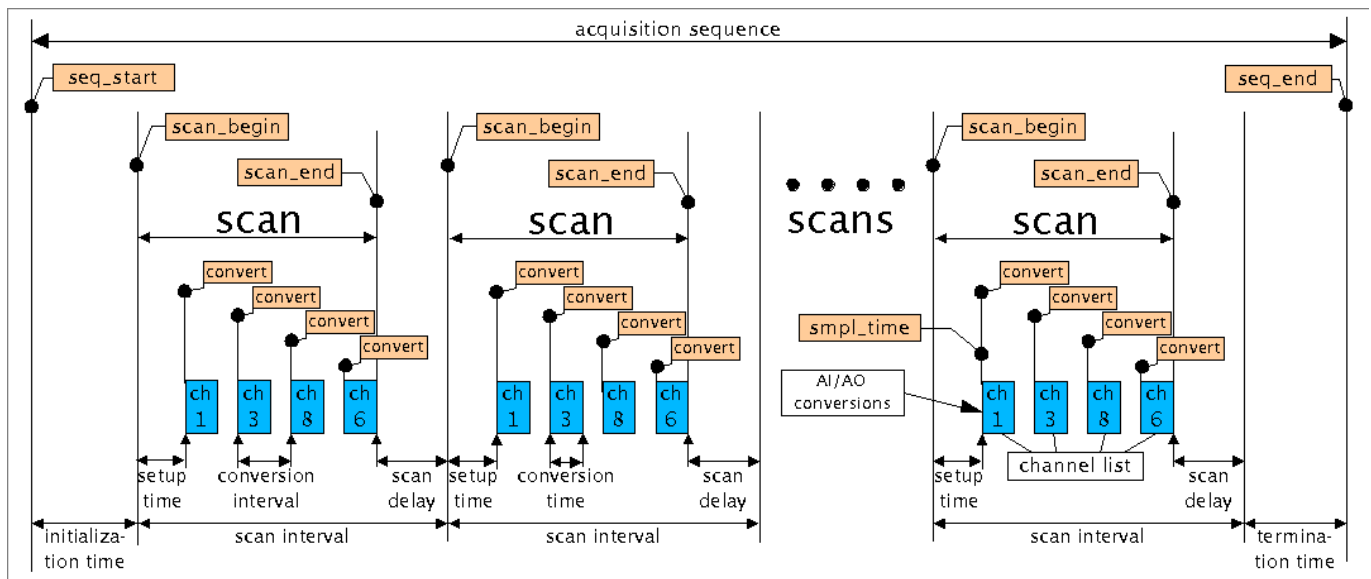 acquisition sequence
seq_start
seq_end
scan_begin
scan_begin
scan_begin
scan_end
scan_end
scan_end
scan
scan
scans
scan
convert
convert
convert
convert
convert
convert
convert
convert
convert
convert
convert
convert
smpl_time
AI/AO
conversions
ch
1
ch
3
ch
8
ch
6
ch
1
ch
3
ch
8
ch
6
ch
1
ch
3
ch
8
ch
6
channel list
setup
time
conversion
interval
scan
delay
setup
time
conversion
time
scan
delay
setup
time
scan
delay
initializa-
tion time
scan interval
scan interval
scan interval
termina-
tion time